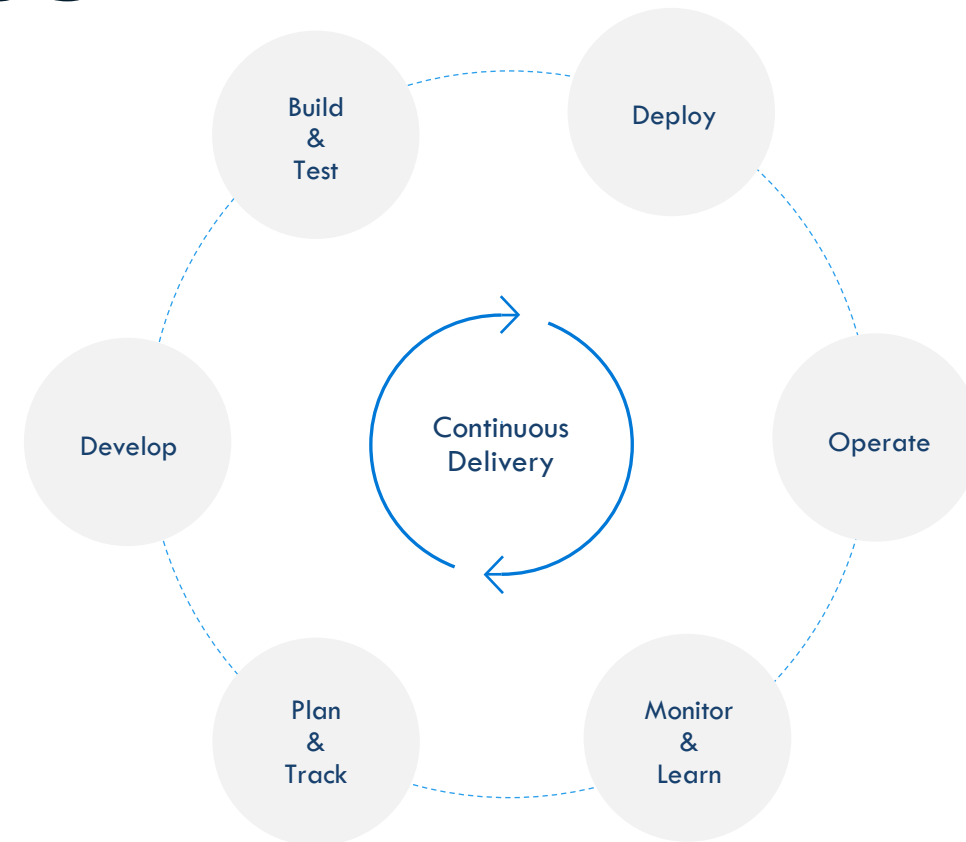 Build
&
Test
Deploy
Develop
Continuous
Delivery
Operate
Plan
&
Track
Monitor
&
Learn